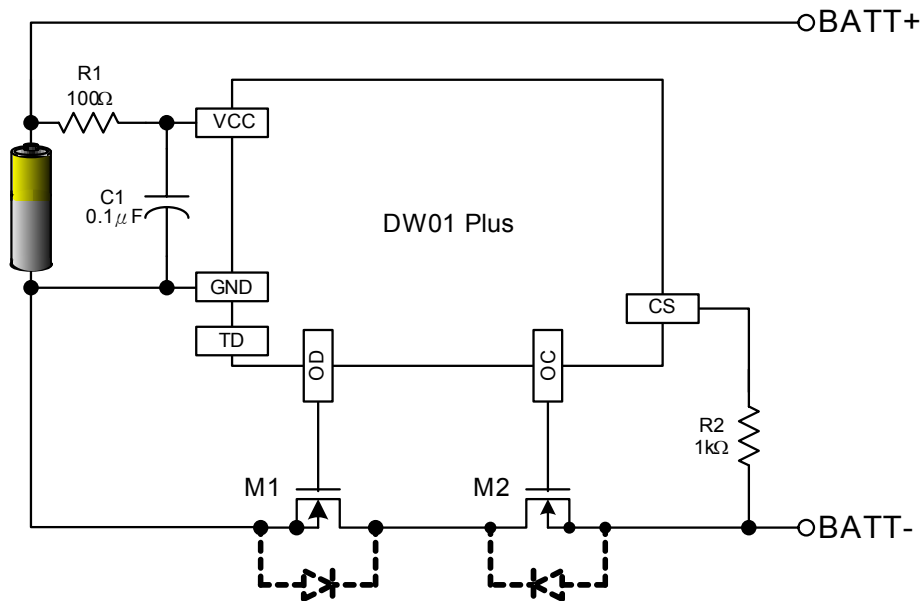 BATT+
R1
100Ω
VCC
C1
0.1μF
DW01 Plus
GND
CS
TD
OD
OC
R2
1kΩ
M1
M2
BATT-